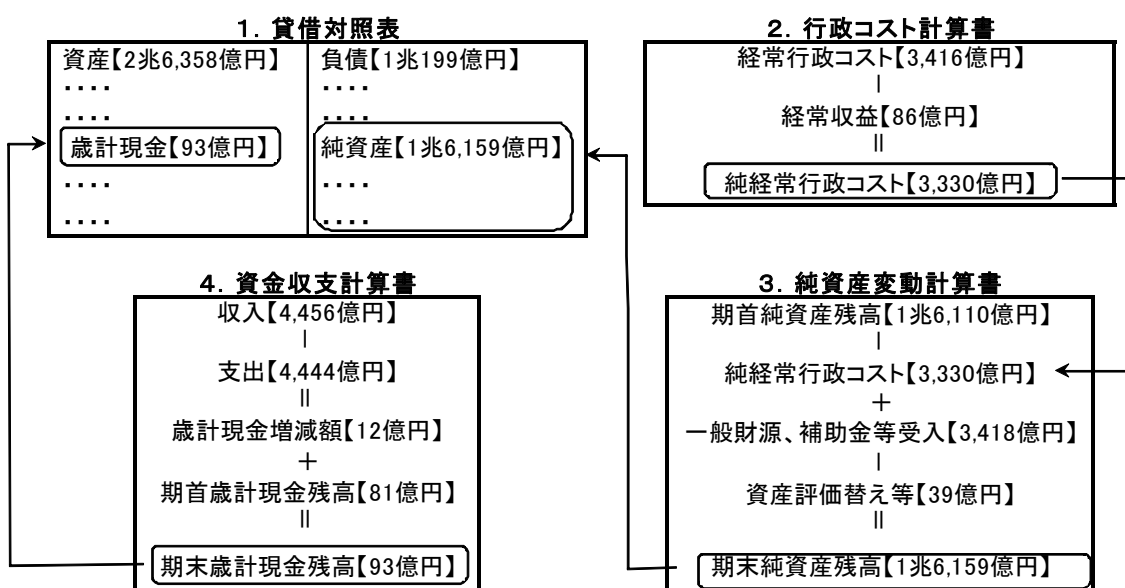 1．貸借対照表
資産【2兆6,358億円】
‥‥
‥‥
歳計現金【93億円】
‥‥
‥‥
負債【1兆199億円】
‥‥
‥‥
純資産【1兆6,159億円】
‥‥
‥‥
2．行政コスト計算書
経常行政コスト【3,416億円】
－
経常収益【86億円】
＝
純経常行政コスト【3,330億円】
4．資金収支計算書
収入【4,456億円】
－
支出【4,444億円】
＝
歳計現金増減額【12億円】
＋
期首歳計現金残高【81億円】
＝
期末歳計現金残高【93億円】
3．純資産変動計算書
期首純資産残高【1兆6,110億円】
－
純経常行政コスト【3,330億円】
＋
一般財源、補助金等受入【3,418億円】
－
資産評価替え等【39億円】
＝
期末純資産残高【1兆6,159億円】